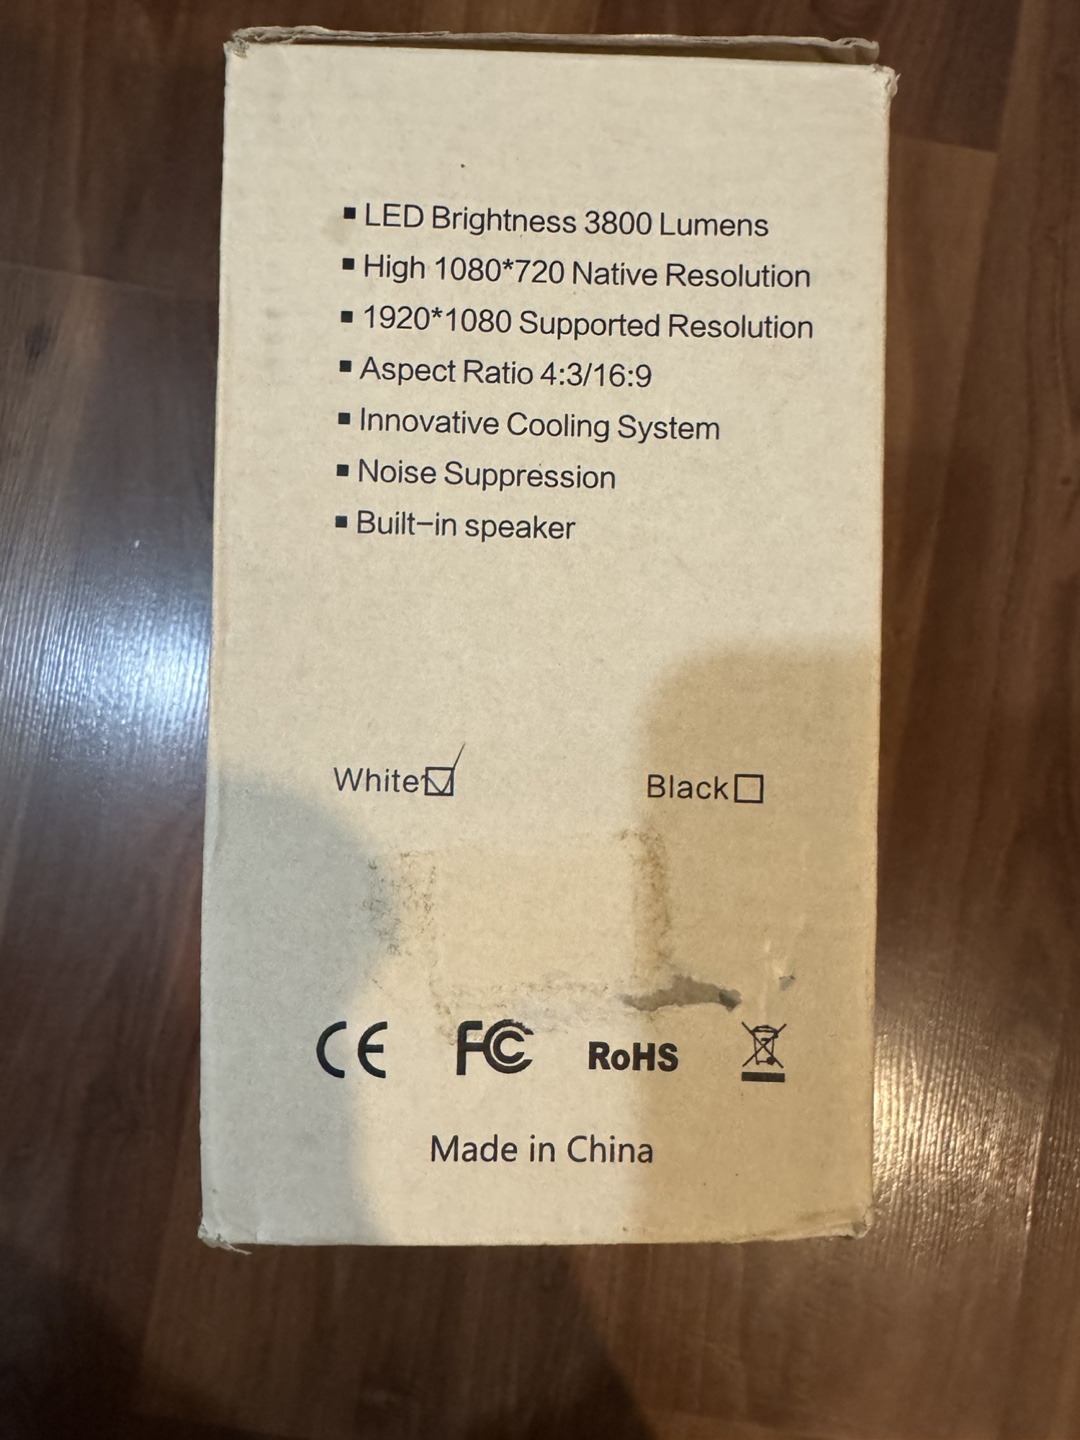 ▪ LED Brightness 3800 Lumens
▪ High 1080*720 Native Resolution
▪ 1920*1080 Supported Resolution
▪ Aspect Ratio 4:3/16:9
▪ Innovative Cooling System
▪ Noise Suppression
▪ Built-in speaker
White☑ Black☐
CE FC RoHS
Made in China